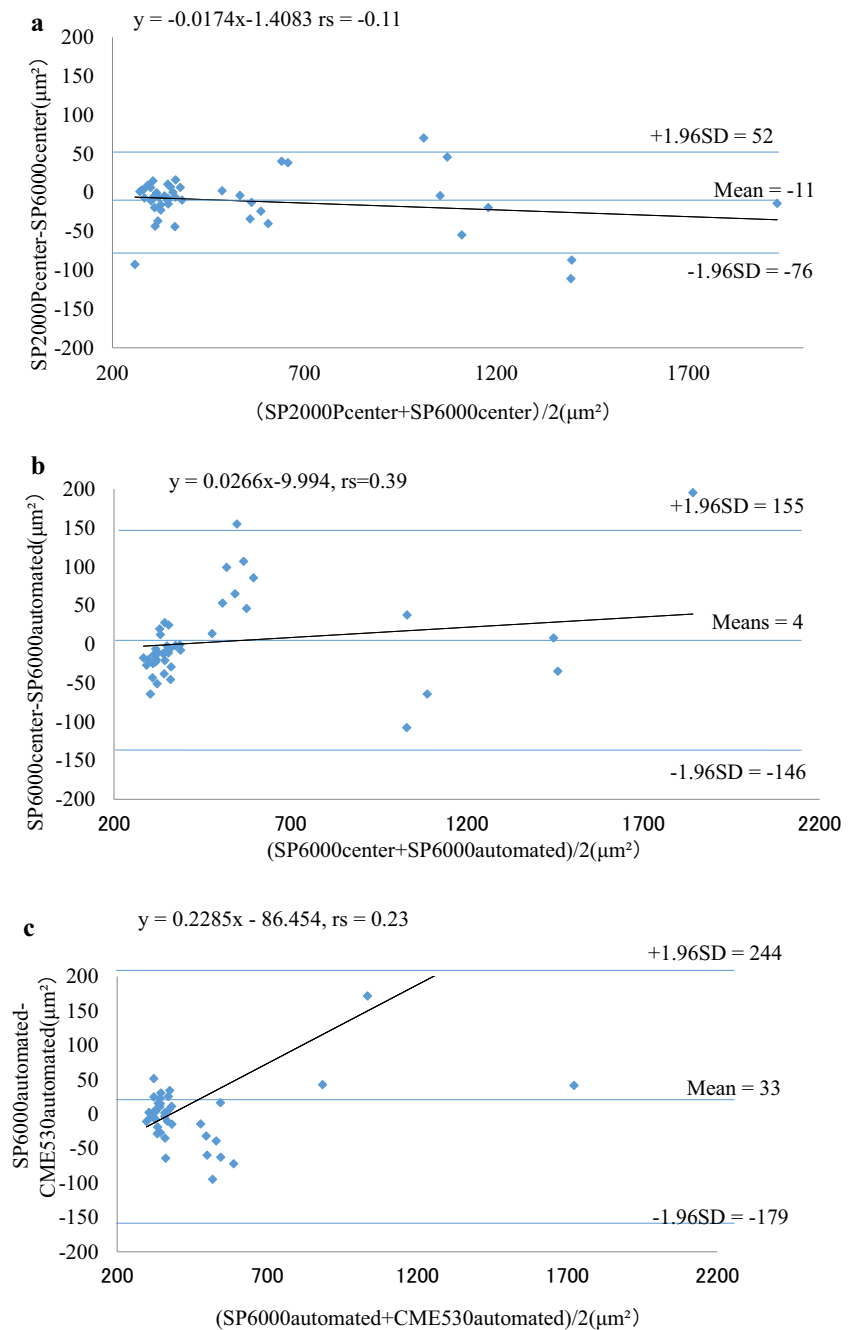 a
y = -0.0174x-1.4083 rs = -0.11
SP2000Pcenter-SP6000center(μm²)
200
150
100
50
0
-50
-100
-150
-200
+1.96SD = 52
Mean = -11
-1.96SD = -76
200 700 1200 1700
(SP2000Pcenter+SP6000center)/2(μm²)
b
y = 0.0266x-9.994, rs=0.39
SP6000center-SP6000automated(μm²)
200
150
100
50
0
-50
-100
-150
-200
+1.96SD = 155
Means = 4
-1.96SD = -146
200 700 1200 1700 2200
(SP6000center+SP6000automated)/2(μm²)
c
y = 0.2285x - 86.454, rs = 0.23
SP6000automated-
CME530automated(μm²)
200
150
100
50
0
-50
-100
-150
-200
+1.96SD = 244
Mean = 33
-1.96SD = -179
200 700 1200 1700 2200
(SP6000automated+CME530automated)/2(μm²)